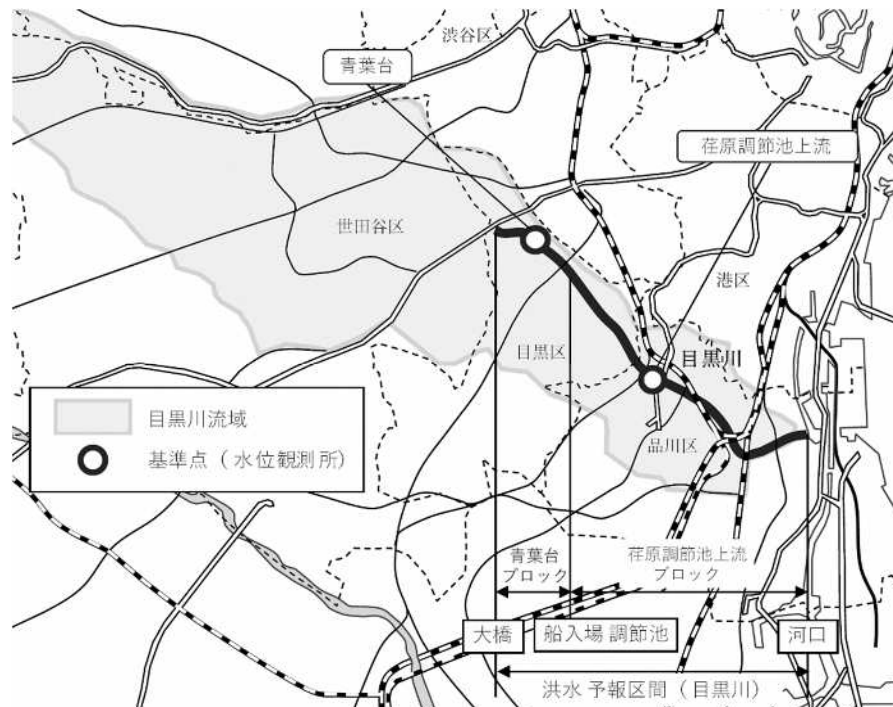 渋谷区
青葉台
荏原調節池上流
世田谷区
港区
目黒区
目黒川
目黒川流域
基準点（水位観測所）
品川区
青葉台
ブロック
荏原調節池上流
ブロック
大橋
船入場 調節池
河口
洪水 予報区間（目黒川）